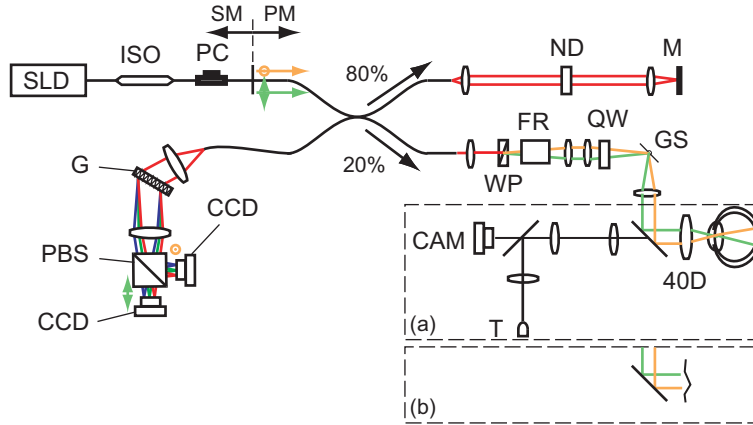 SM PM
SLD
ISO
PC
80%
ND
M
20%
WP
FR
QW
GS
G
CCD
PBS
CCD
CAM
T
40D
(a)
(b)